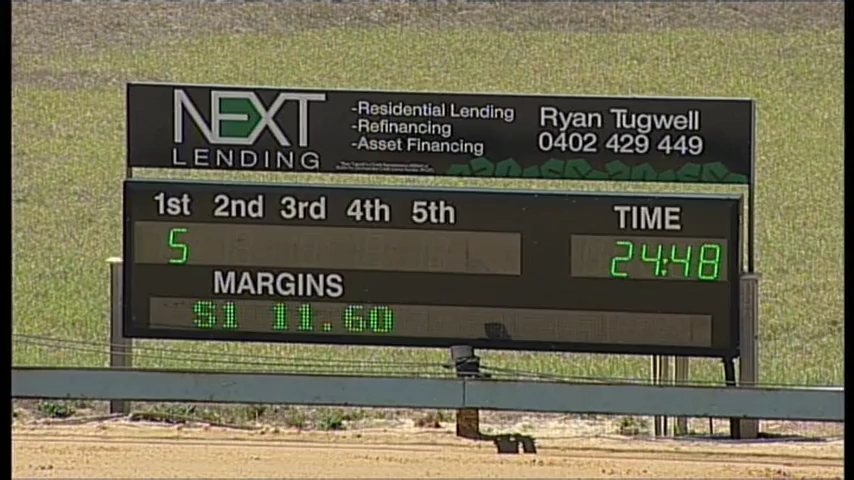 NEXT
LENDING
-Residential Lending
-Refinancing
-Asset Financing
Ryan Tugwell
0402 429 449
1st 2nd 3rd 4th 5th TIME
5 24:48
MARGINS
S1 11.60